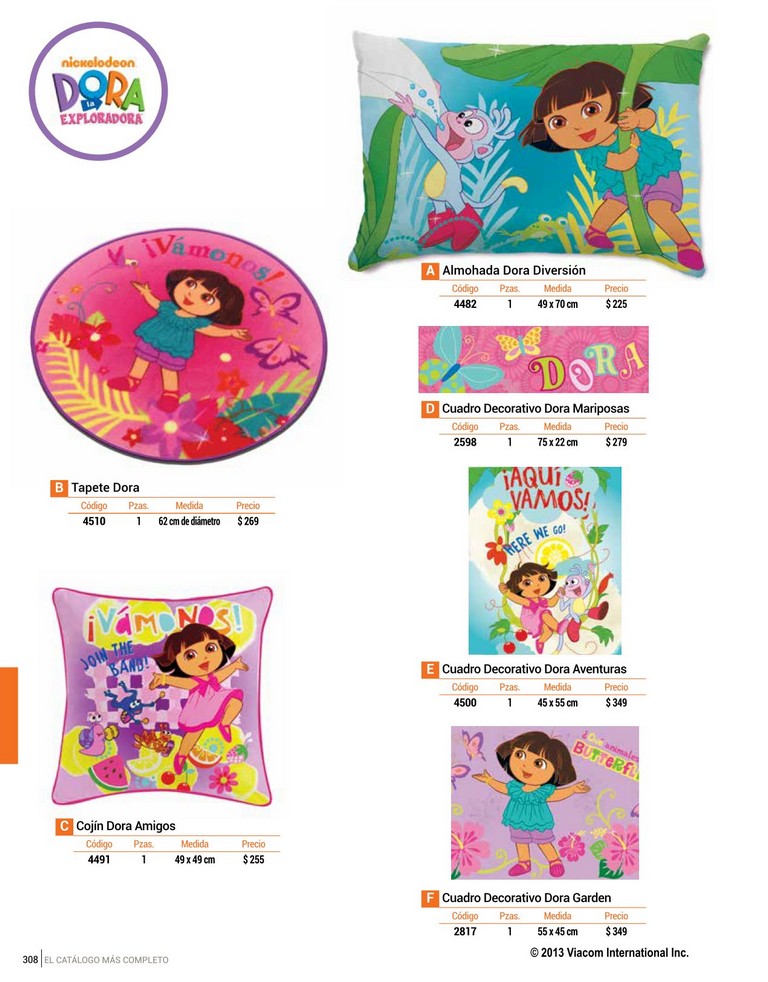 nickelodeon
DORA
la
EXPLORADORA
A Almohada Dora Diversión
Código Pzas. Medida Precio
4482 1 49 x 70 cm $ 225
¡Vámonos!
B Tapete Dora
Código Pzas. Medida Precio
4510 1 62 cm de diámetro $ 269
¡VÁMONOS!
JOIN THE
BAND!
C Cojín Dora Amigos
Código Pzas. Medida Precio
4491 1 49 x 49 cm $ 255
DORA
D Cuadro Decorativo Dora Mariposas
Código Pzas. Medida Precio
2598 1 75 x 22 cm $ 279
¡AQUÍ
VAMOS!
HERE WE GO!
E Cuadro Decorativo Dora Aventuras
Código Pzas. Medida Precio
4500 1 45 x 55 cm $ 349
animales
BUTTERFL
F Cuadro Decorativo Dora Garden
Código Pzas. Medida Precio
2817 1 55 x 45 cm $ 349
308 EL CATÁLOGO MÁS COMPLETO
© 2013 Viacom International Inc.